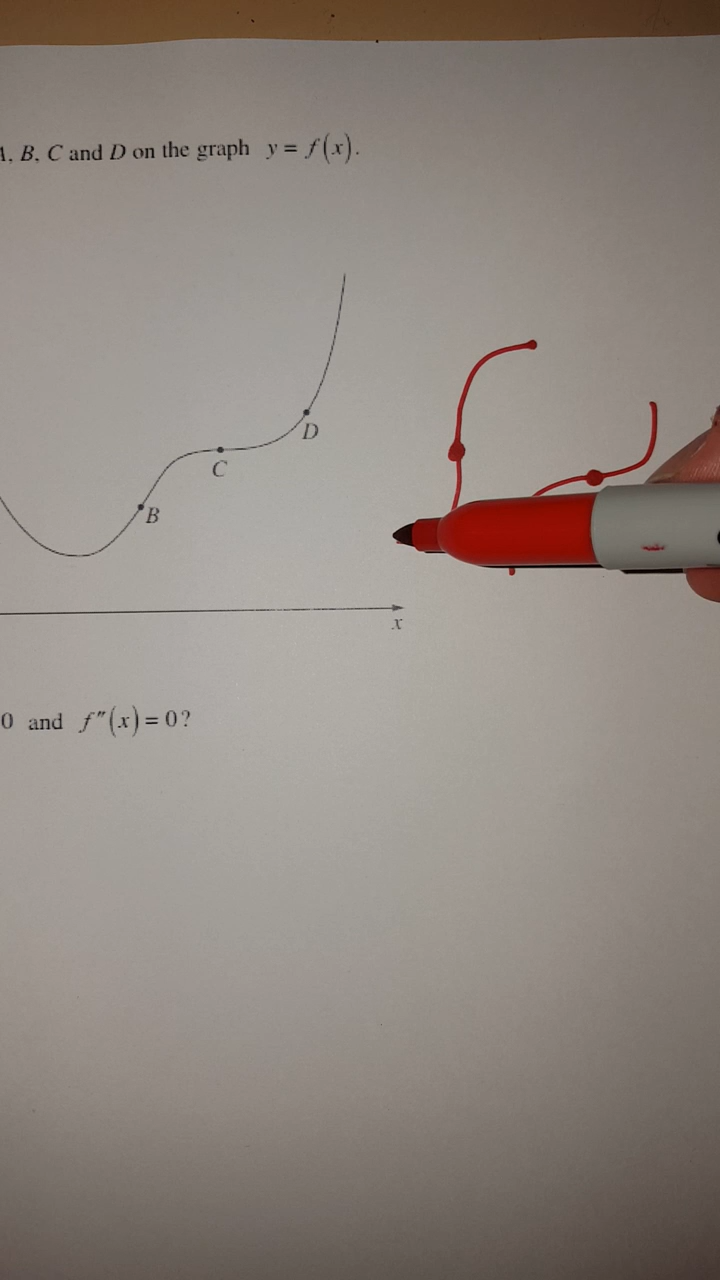 A, B, C and D on the graph y = f(x).
D
C
B
x
0 and f″(x) = 0?